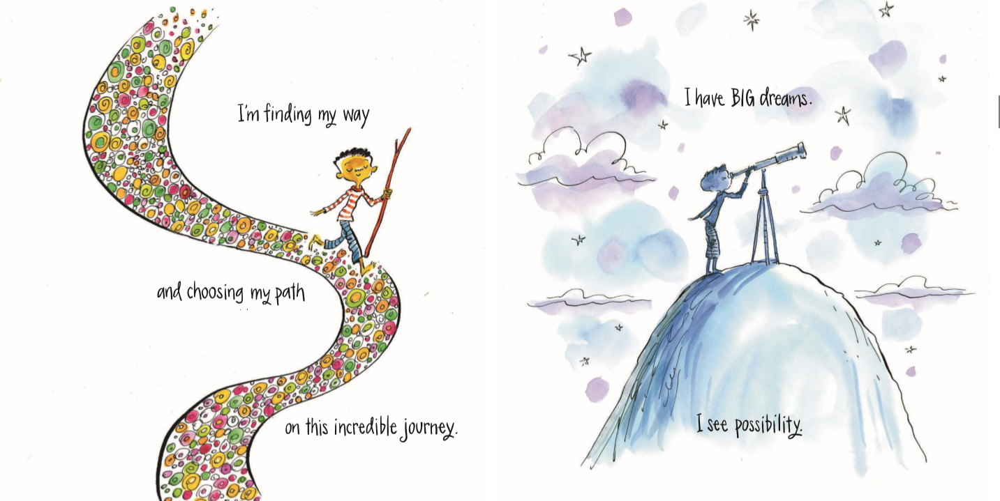 I'm finding my way
and choosing my path
on this incredible journey.
I have BIG dreams.
I see possibility.